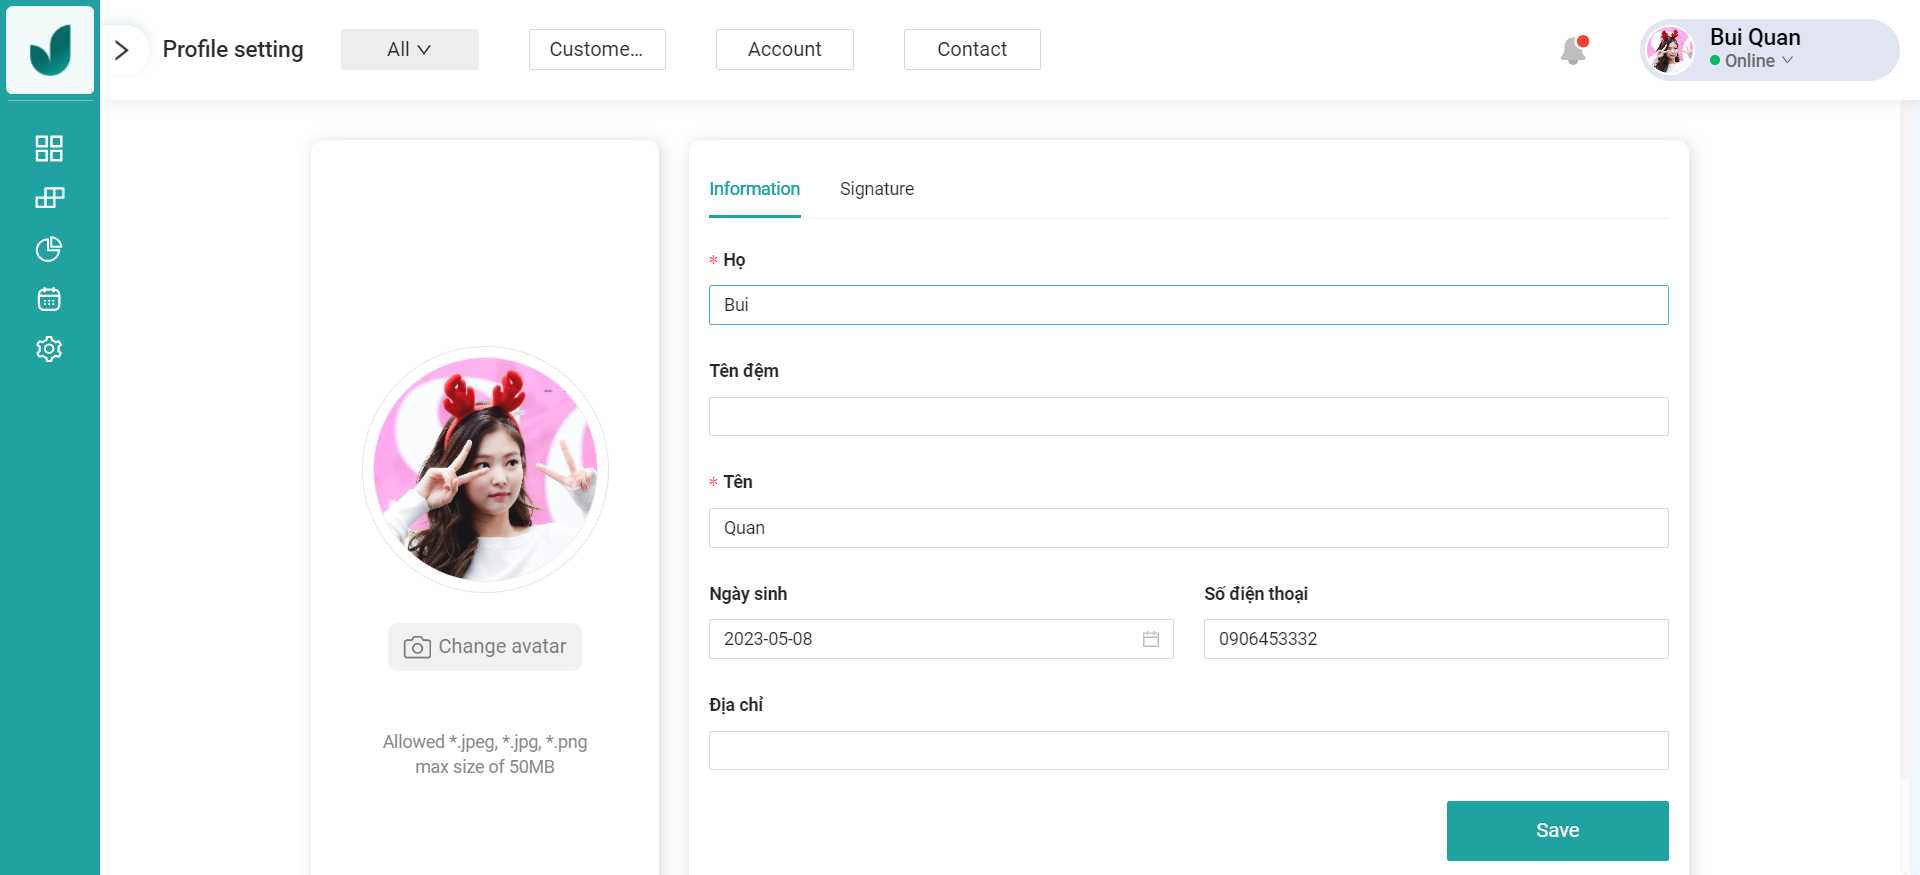 Profile setting
All
Custome...
Account
Contact
Bui Quan
Online
Change avatar
Allowed *.jpeg, *.jpg, *.png
max size of 50MB
Information
Signature
* Họ
Bui
Tên đệm
* Tên
Quan
Ngày sinh
Số điện thoại
2023-05-08
0906453332
Địa chỉ
Save